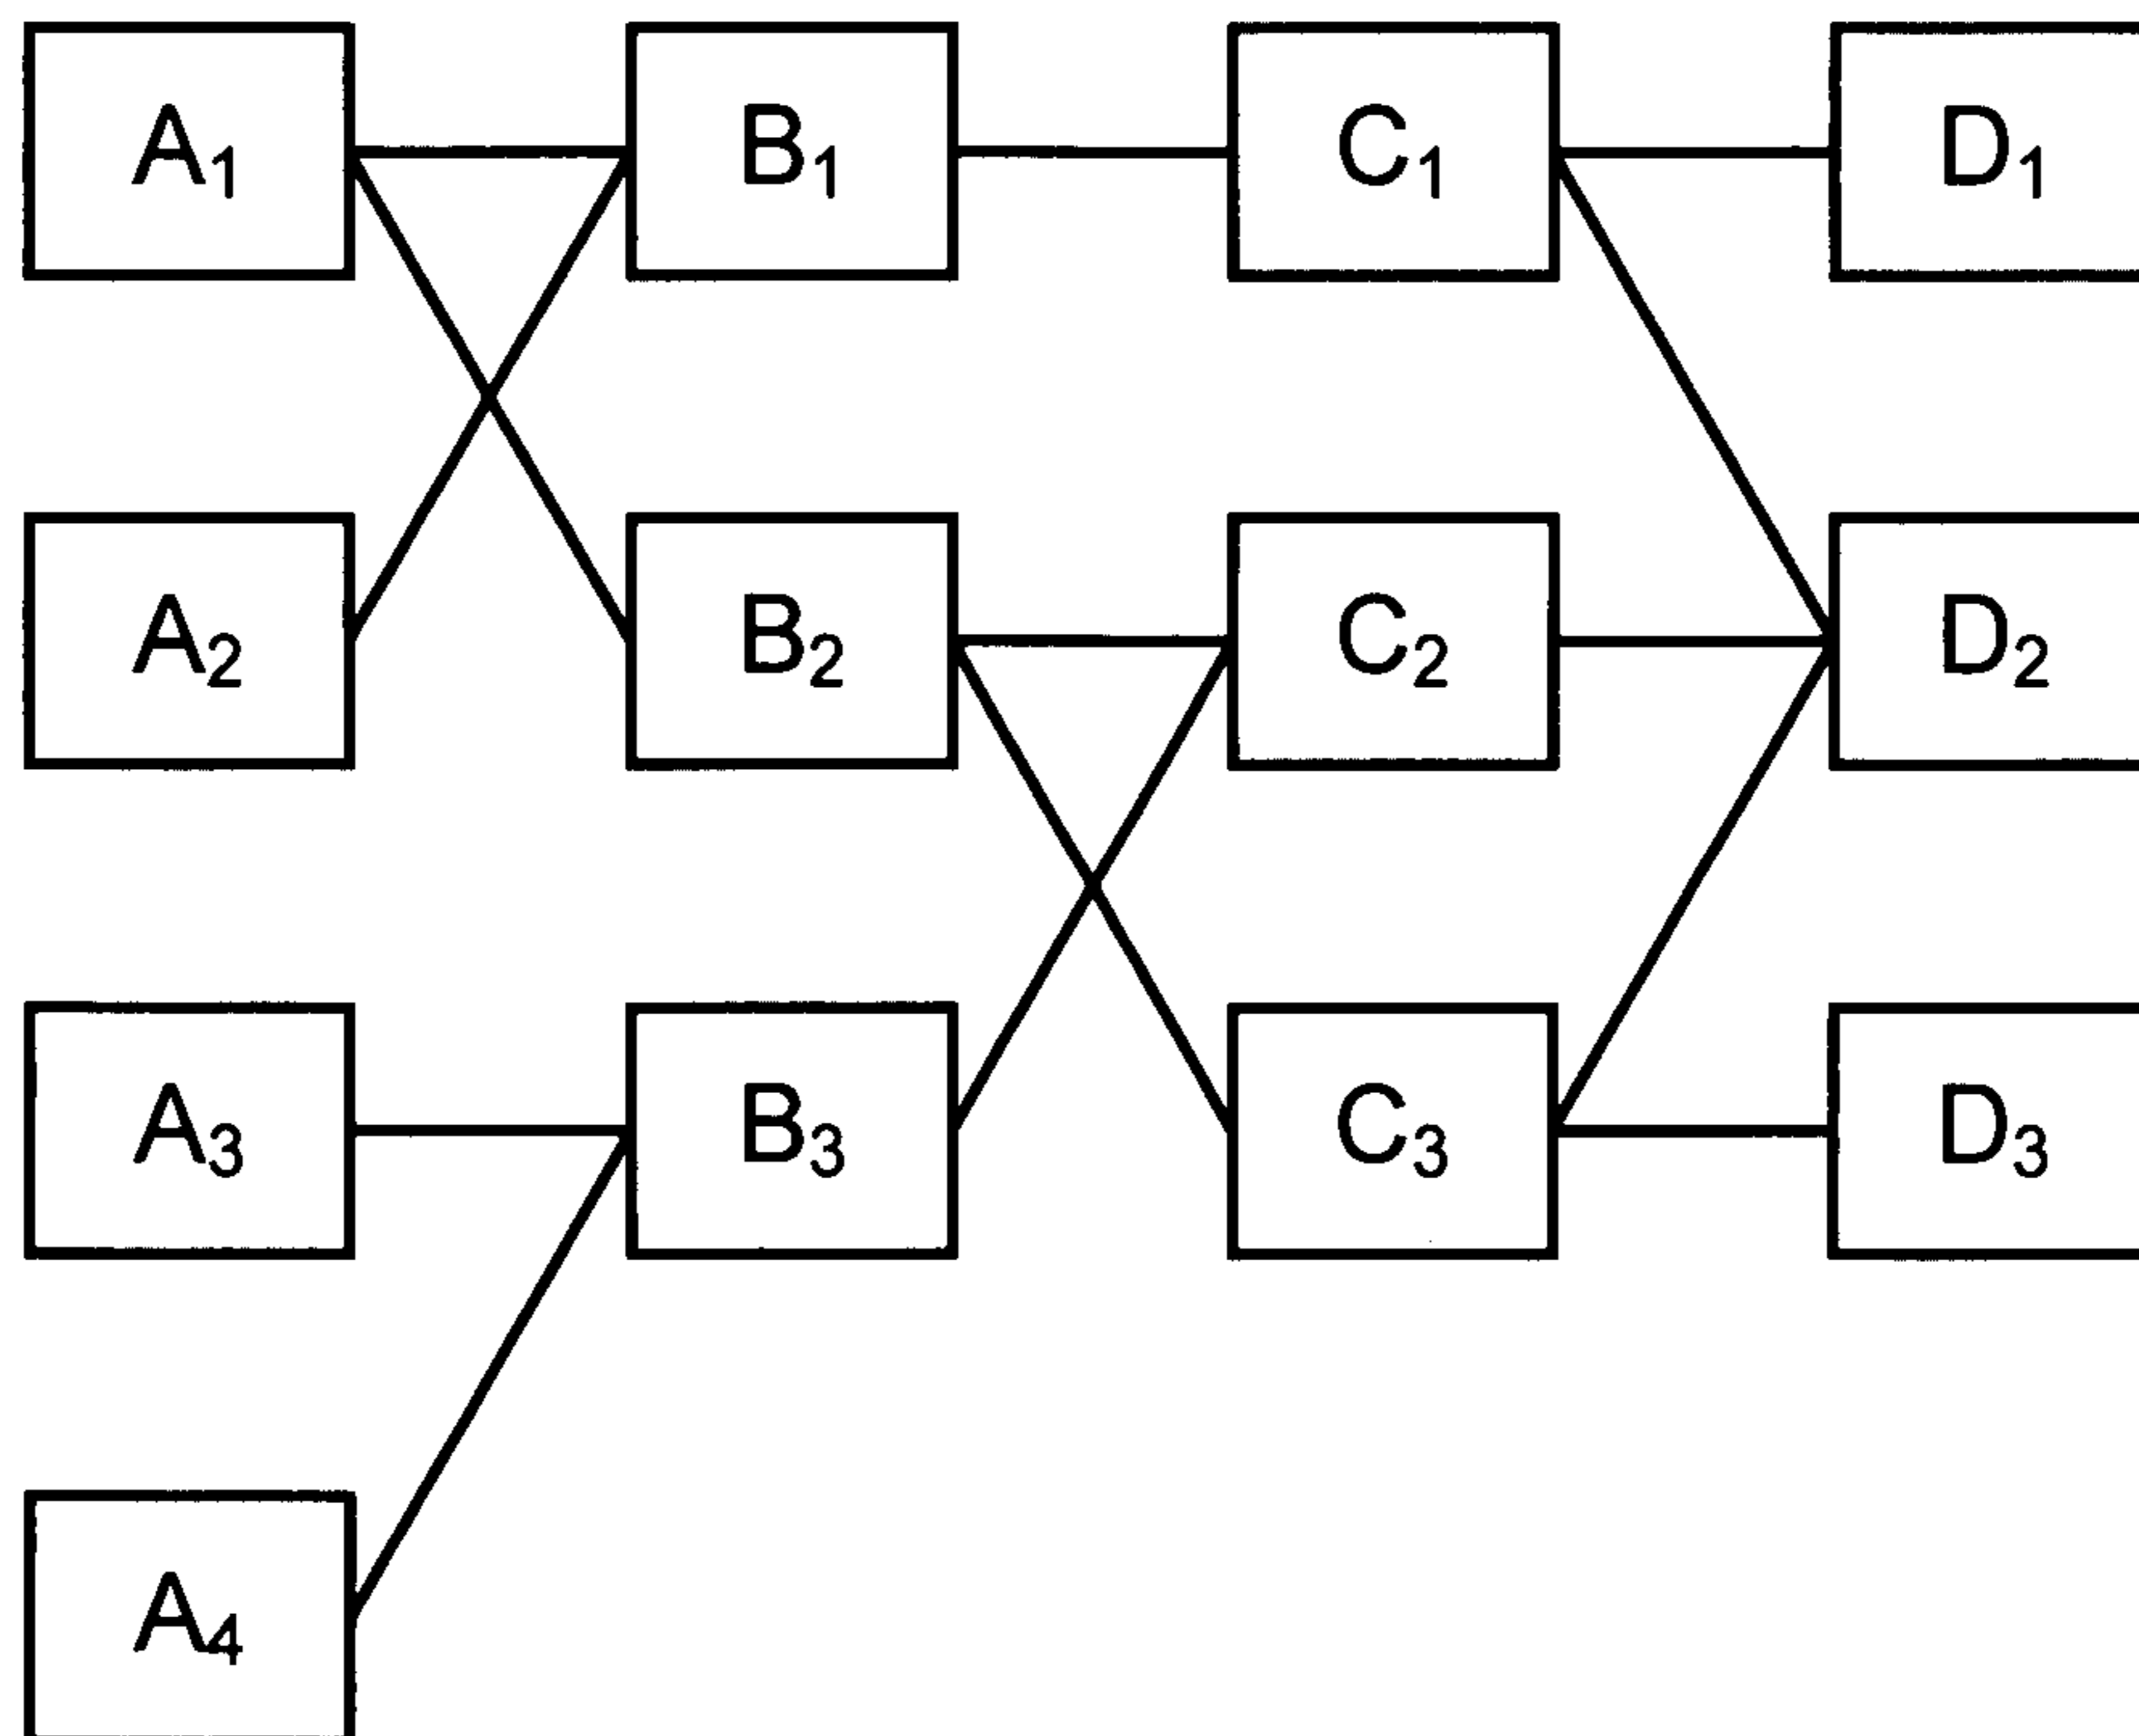 A₁ B₁ C₁ D₁
A₂ B₂ C₂ D₂
A₃ B₃ C₃ D₃
A₄